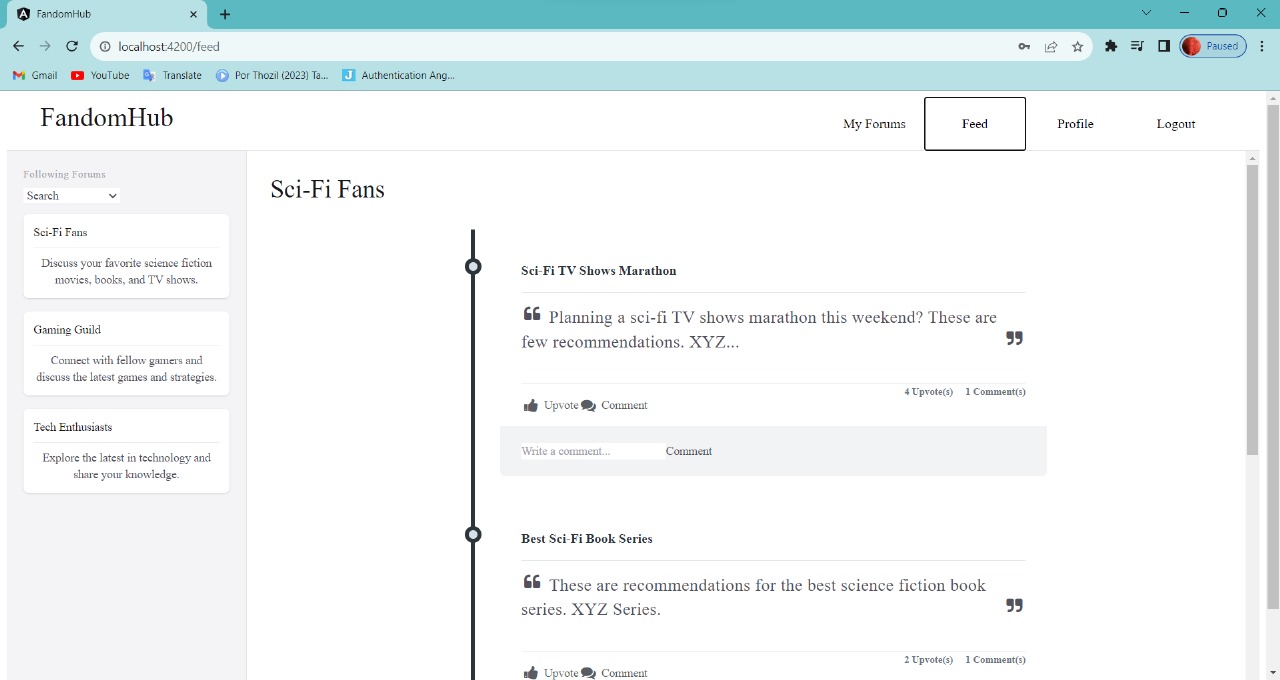 FandomHub
localhost:4200/feed
Paused
Gmail
YouTube
Translate
Por Thozil (2023) Ta...
Authentication Ang...
FandomHub
My Forums
Feed
Profile
Logout
Following Forums
Search
Sci-Fi Fans
Discuss your favorite science fiction
movies, books, and TV shows.
Gaming Guild
Connect with fellow gamers and
discuss the latest games and strategies.
Tech Enthusiasts
Explore the latest in technology and
share your knowledge.
Sci-Fi Fans
Sci-Fi TV Shows Marathon
❝ Planning a sci-fi TV shows marathon this weekend? These are
few recommendations. XYZ... ❞
4 Upvote(s) 1 Comment(s)
Upvote Comment
Write a comment... Comment
Best Sci-Fi Book Series
❝ These are recommendations for the best science fiction book
series. XYZ Series. ❞
2 Upvote(s) 1 Comment(s)
Upvote Comment